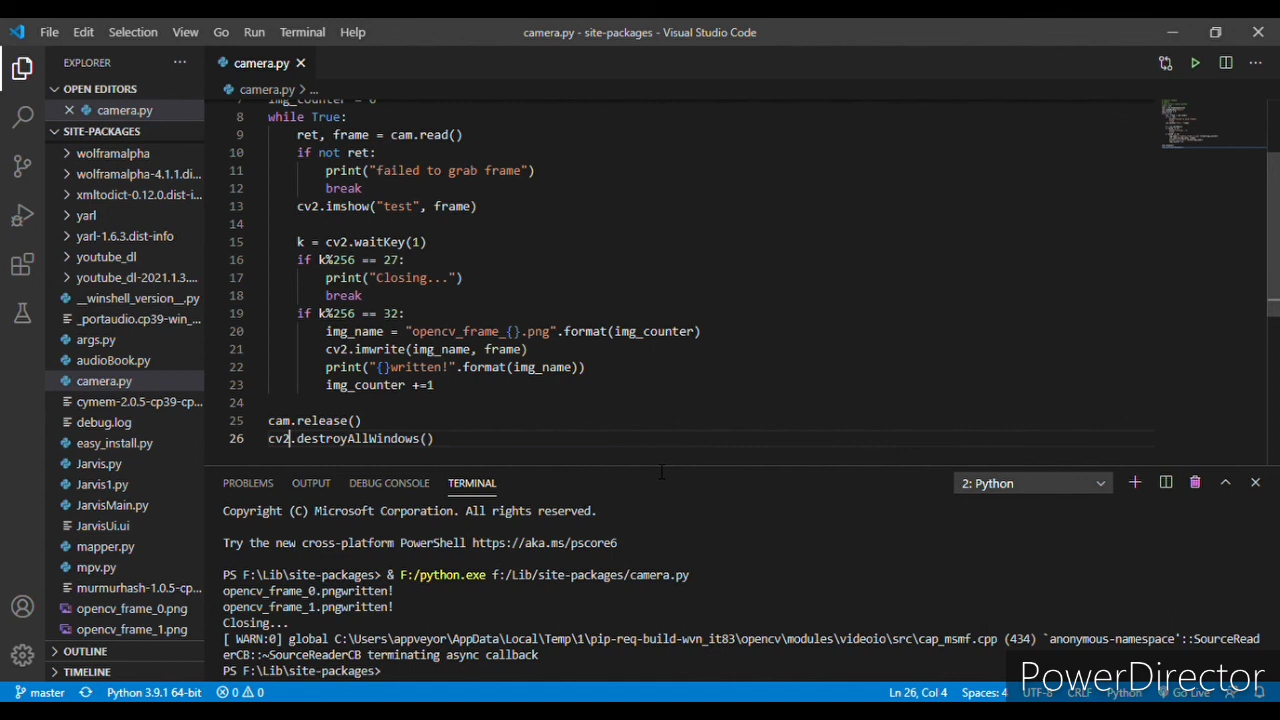 File Edit Selection View Go Run Terminal Help
camera.py - site-packages - Visual Studio Code
EXPLORER
camera.py
OPEN EDITORS
camera.py
SITE-PACKAGES
wolframalpha
wolframalpha-4.1.1.di...
xmltodict-0.12.0.dist-i...
yarl
yarl-1.6.3.dist-info
youtube_dl
youtube_dl-2021.1.3....
__winshell_version__.py
_portaudio.cp39-win_...
args.py
audioBook.py
camera.py
cymem-2.0.5-cp39-cp...
debug.log
easy_install.py
Jarvis.py
Jarvis1.py
JarvisMain.py
JarvisUi.ui
mapper.py
mpv.py
murmurhash-1.0.5-cp...
opencv_frame_0.png
opencv_frame_1.png
OUTLINE
TIMELINE
camera.py > ...
8 while True:
9 ret, frame = cam.read()
10 if not ret:
11 print("failed to grab frame")
12 break
13 cv2.imshow("test", frame)
14
15 k = cv2.waitKey(1)
16 if k%256 == 27:
17 print("Closing...")
18 break
19 if k%256 == 32:
20 img_name = "opencv_frame_{}.png".format(img_counter)
21 cv2.imwrite(img_name, frame)
22 print("{}written!".format(img_name))
23 img_counter +=1
24
25 cam.release()
26 cv2.destroyAllWindows()
PROBLEMS OUTPUT DEBUG CONSOLE TERMINAL
2: Python
Copyright (C) Microsoft Corporation. All rights reserved.
Try the new cross-platform PowerShell https://aka.ms/pscore6
PS F:\Lib\site-packages> & F:/python.exe f:/Lib/site-packages/camera.py
opencv_frame_0.pngwritten!
opencv_frame_1.pngwritten!
Closing...
[ WARN:0] global C:\Users\appveyor\AppData\Local\Temp\1\pip-req-build-wvn_it83\opencv\modules\videoio\src\cap_msmf.cpp (434) `anonymous-namespace'::SourceRead
erCB::~SourceReaderCB terminating async callback
PS F:\Lib\site-packages>
PowerDirector
master Python 3.9.1 64-bit 0 0 Ln 26, Col 4 Spaces: 4 UTF-8 CRLF Python Go Live